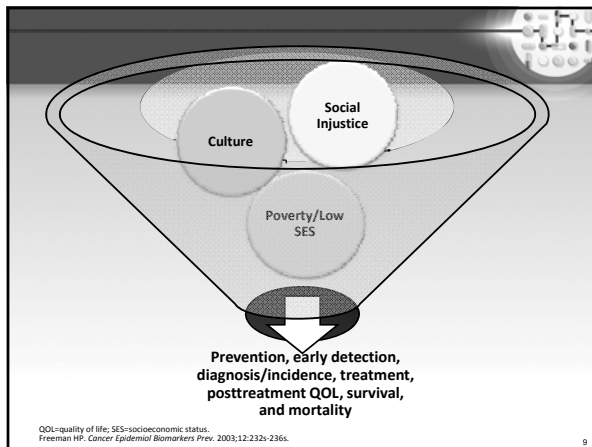 Social
Injustice
Culture
Poverty/Low
SES
Prevention, early detection,
diagnosis/incidence, treatment,
posttreatment QOL, survival,
and mortality
QOL=quality of life; SES=socioeconomic status.
Freeman HP. Cancer Epidemiol Biomarkers Prev. 2003;12:232s-236s.
9